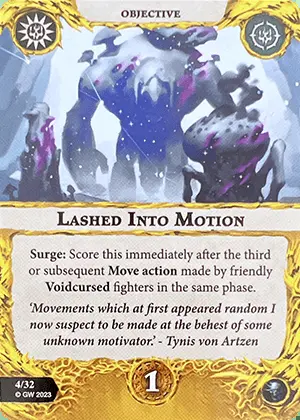 OBJECTIVE
LASHED INTO MOTION
Surge: Score this immediately after the third
or subsequent Move action made by friendly
Voidcursed fighters in the same phase.
‘Movements which at first appeared random I
now suspect to be made at the behest of some
unknown motivator.’ - Tynis von Artzen
4/32
© GW 2023
1